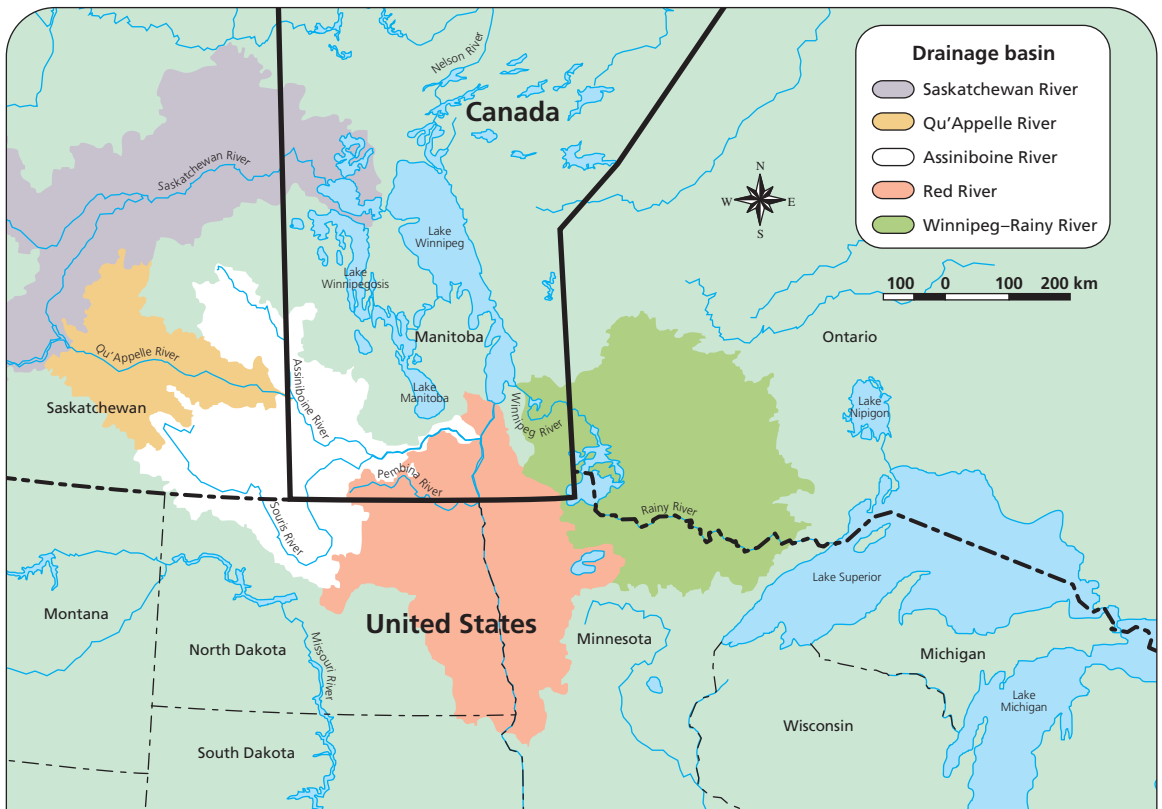 Nelson River
Canada
Drainage basin
Saskatchewan River
Qu'Appelle River
Assiniboine River
Red River
Winnipeg–Rainy River
Saskatchewan River
N
W
E
S
Lake
Winnipeg
Lake
Winnipegosis
100 0 100 200 km
Manitoba
Ontario
Qu'Appelle River
Assiniboine River
Lake
Manitoba
Winnipeg River
Saskatchewan
Lake
Nipigon
Pembina River
Souris River
Rainy River
Lake Superior
Montana
United States
Minnesota
North Dakota
Missouri River
Michigan
Lake
Michigan
Wisconsin
South Dakota